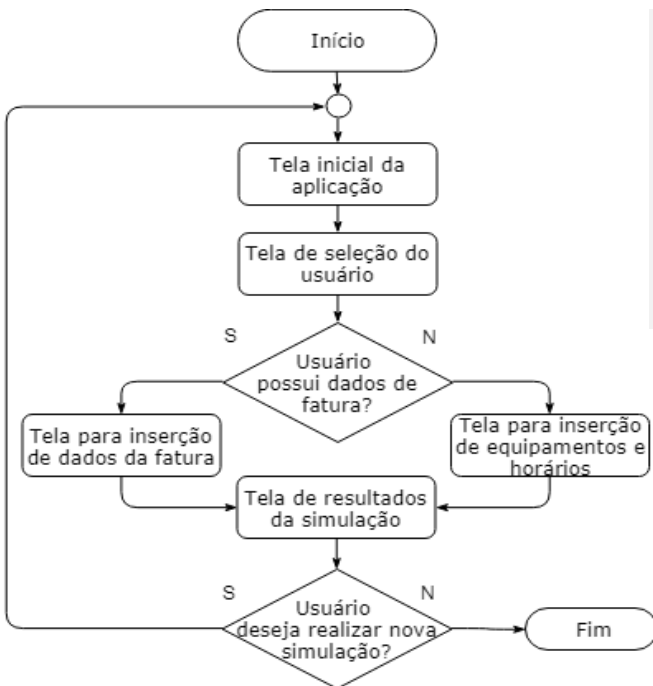 Início
Tela inicial da
aplicação
Tela de seleção do
usuário
S
N
Usuário
possui dados de
fatura?
Tela para inserção
de dados da fatura
Tela para inserção
de equipamentos e
horários
Tela de resultados
da simulação
S
N
Usuário
deseja realizar nova
simulação?
Fim